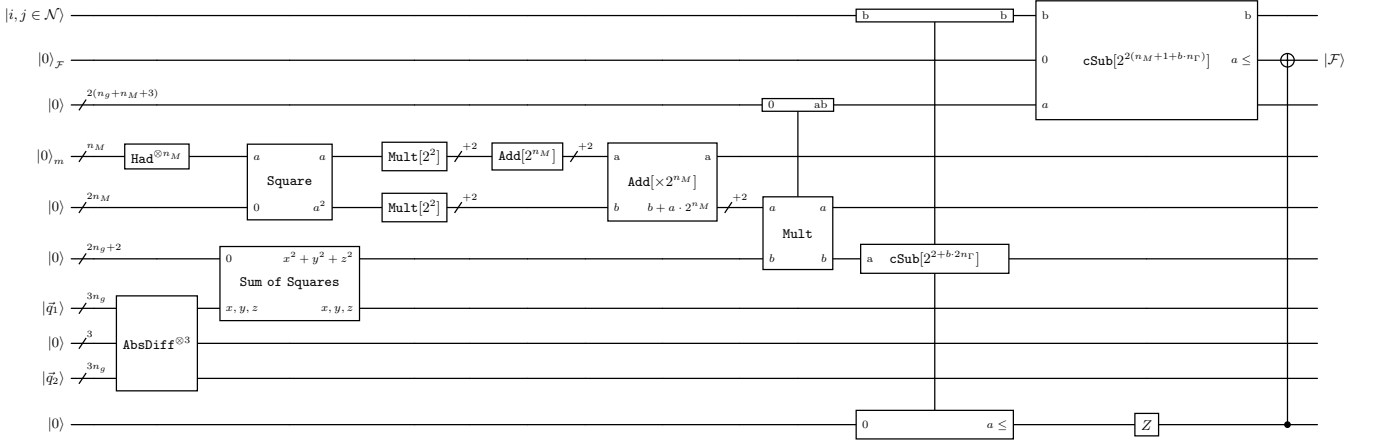 |i, j ∈ 𝒩⟩ b b b b
|0⟩_ℱ 0 cSub[2^{2(n_M+1+b·n_Γ)}] a ≤ |ℱ⟩
|0⟩ 2(n_g+n_M+3) 0 ab a
|0⟩_m n_M Had^{⊗n_M} a a Mult[2^2] +2 Add[2^{n_M}] +2 a a
Square Add[×2^{n_M}]
|0⟩ 2n_M 0 a^2 Mult[2^2] +2 b b + a · 2^{n_M} +2 a a
Mult
|0⟩ 2n_g+2 0 x^2 + y^2 + z^2 b b a cSub[2^{2+b·2n_Γ}]
Sum of Squares
|q⃗_1⟩ 3n_g x, y, z x, y, z
|0⟩ 3 AbsDiff^{⊗3}
|q⃗_2⟩ 3n_g
|0⟩ 0 a ≤ Z